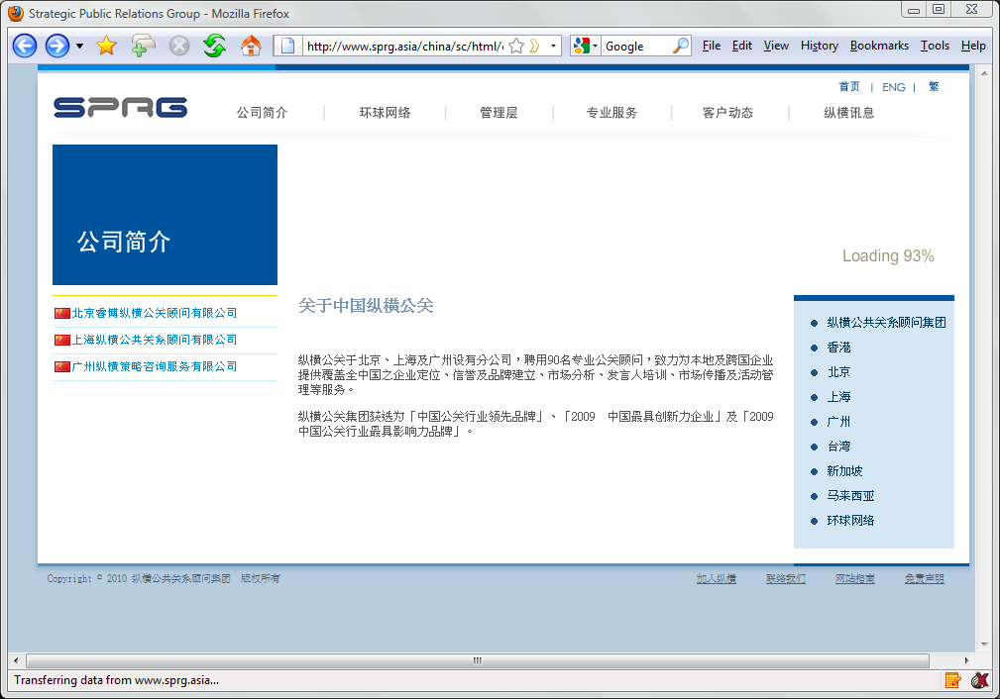 Strategic Public Relations Group - Mozilla Firefox
http://www.sprg.asia/china/sc/html/
Google
File Edit View History Bookmarks Tools Help
首页 | ENG | 繁
SPRG
公司简介 | 环球网络 | 管理层 | 专业服务 | 客户动态 | 纵横讯息
公司简介
Loading 93%
北京睿博纵横公关顾问有限公司
上海纵横公共关系顾问有限公司
广州纵横策略咨询服务有限公司
关于中国纵横公关
纵横公关于北京、上海及广州设有分公司，聘用90名专业公关顾问，致力为本地及跨国企业
提供覆盖全中国之企业定位、信誉及品牌建立、市场分析、发言人培训、市场传播及活动管
理等服务。
纵横公关集团获选为「中国公关行业领先品牌」、「2009　中国最具创新力企业」及「2009
中国公关行业最具影响力品牌」。
纵横公共关系顾问集团
香港
北京
上海
广州
台湾
新加坡
马来西亚
环球网络
Copyright © 2010 纵横公共关系顾问集团　版权所有
加入纵横 联络我们 网站指南 免责声明
Transferring data from www.sprg.asia...